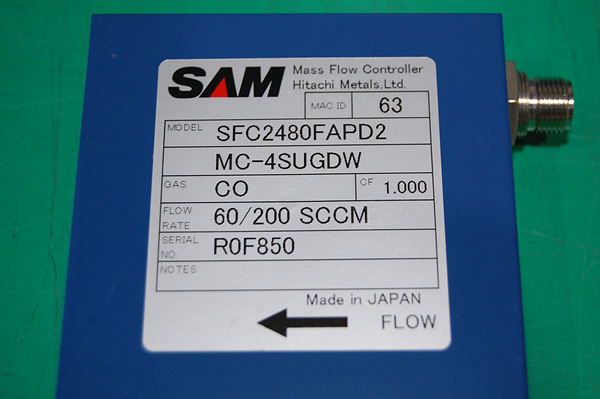 SAM
Mass Flow Controller
Hitachi Metals,Ltd.
MAC ID 63
MODEL SFC2480FAPD2
MC-4SUGDW
GAS CO CF 1.000
FLOW RATE 60/200 SCCM
SERIAL NO. R0F850
NOTES
Made in JAPAN
FLOW